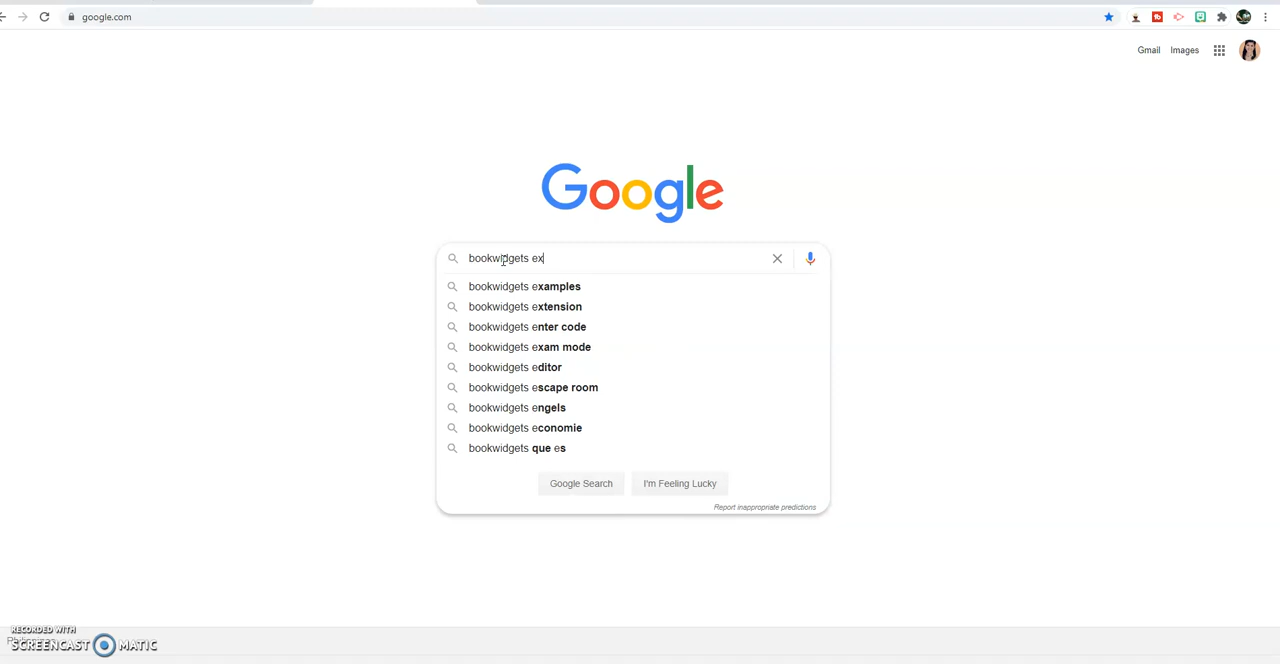 google.com
Gmail Images
Google
bookwidgets ex
bookwidgets examples
bookwidgets extension
bookwidgets enter code
bookwidgets exam mode
bookwidgets editor
bookwidgets escape room
bookwidgets engels
bookwidgets economie
bookwidgets que es
Google Search I'm Feeling Lucky
Report inappropriate predictions
RECORDED WITH
SCREENCAST MATIC